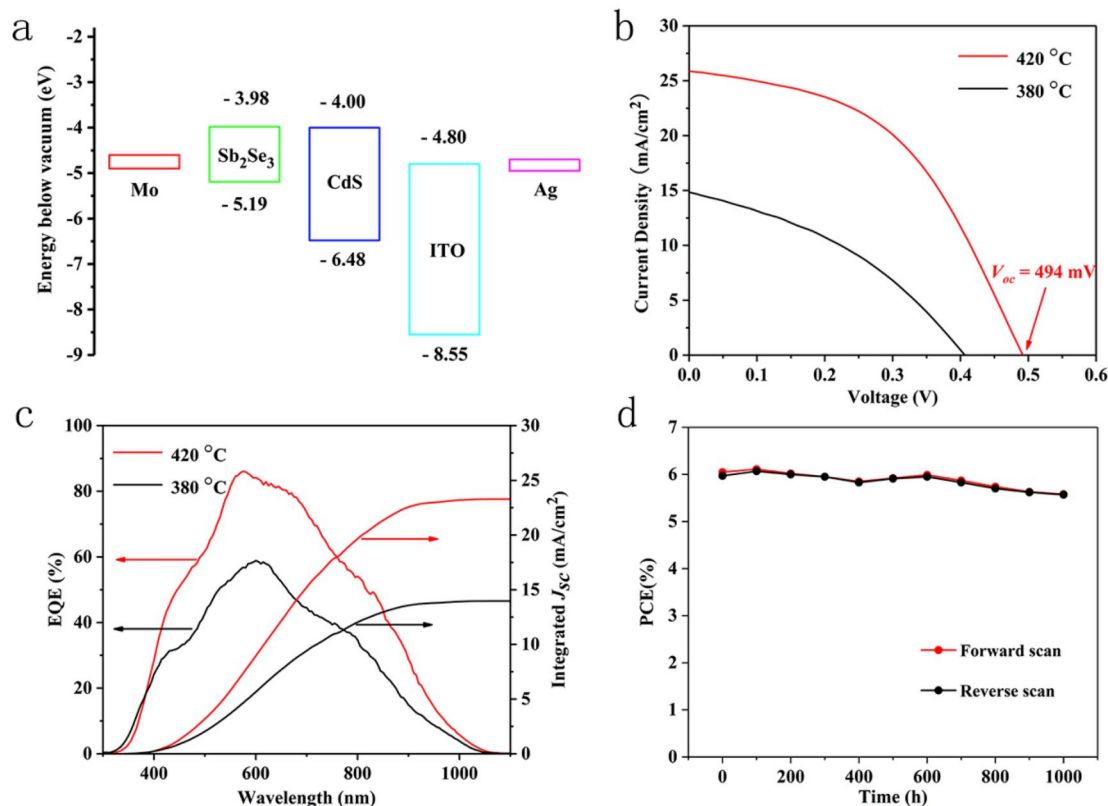 a
Energy below vacuum (eV)
-2
-3
-4
-5
-6
-7
-8
-9
Mo
- 3.98
Sb₂Se₃
- 5.19
- 4.00
CdS
- 6.48
- 4.80
ITO
- 8.55
Ag
b
Current Density (mA/cm²)
30
25
20
15
10
5
0
420 °C
380 °C
V_oc = 494 mV
0.0 0.1 0.2 0.3 0.4 0.5 0.6
Voltage (V)
c
EQE (%)
100
80
60
40
20
0
420 °C
380 °C
30
25
20
15
10
5
0
Integrated J_SC (mA/cm²)
400 600 800 1000
Wavelength (nm)
d
PCE(%)
7
6
5
4
3
2
1
0
Forward scan
Reverse scan
0 200 400 600 800 1000
Time (h)